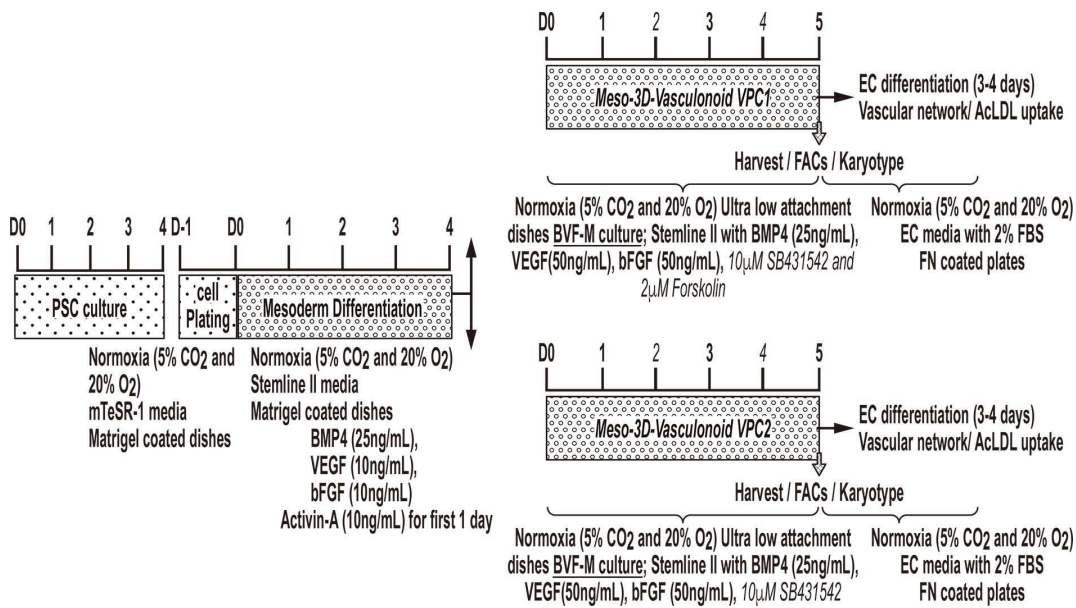 D0 1 2 3 4
PSC culture
Normoxia (5% CO2 and
20% O2)
mTeSR-1 media
Matrigel coated dishes
D-1 D0 1 2 3 4
cell
Plating
Mesoderm Differentiation
Normoxia (5% CO2 and 20% O2)
Stemline II media
Matrigel coated dishes
BMP4 (25ng/mL),
VEGF (10ng/mL),
bFGF (10ng/mL)
Activin-A (10ng/mL) for first 1 day
D0 1 2 3 4 5
Meso-3D-Vasculonoid VPC1
EC differentiation (3-4 days)
Vascular network/ AcLDL uptake
Harvest / FACs / Karyotype
Normoxia (5% CO2 and 20% O2) Ultra low attachment
dishes BVF-M culture; Stemline II with BMP4 (25ng/mL),
VEGF(50ng/mL), bFGF (50ng/mL), 10μM SB431542 and
2μM Forskolin
Normoxia (5% CO2 and 20% O2)
EC media with 2% FBS
FN coated plates
D0 1 2 3 4 5
Meso-3D-Vasculonoid VPC2
EC differentiation (3-4 days)
Vascular network/ AcLDL uptake
Harvest / FACs / Karyotype
Normoxia (5% CO2 and 20% O2) Ultra low attachment
dishes BVF-M culture; Stemline II with BMP4 (25ng/mL),
VEGF(50ng/mL), bFGF (50ng/mL), 10μM SB431542
Normoxia (5% CO2 and 20% O2)
EC media with 2% FBS
FN coated plates